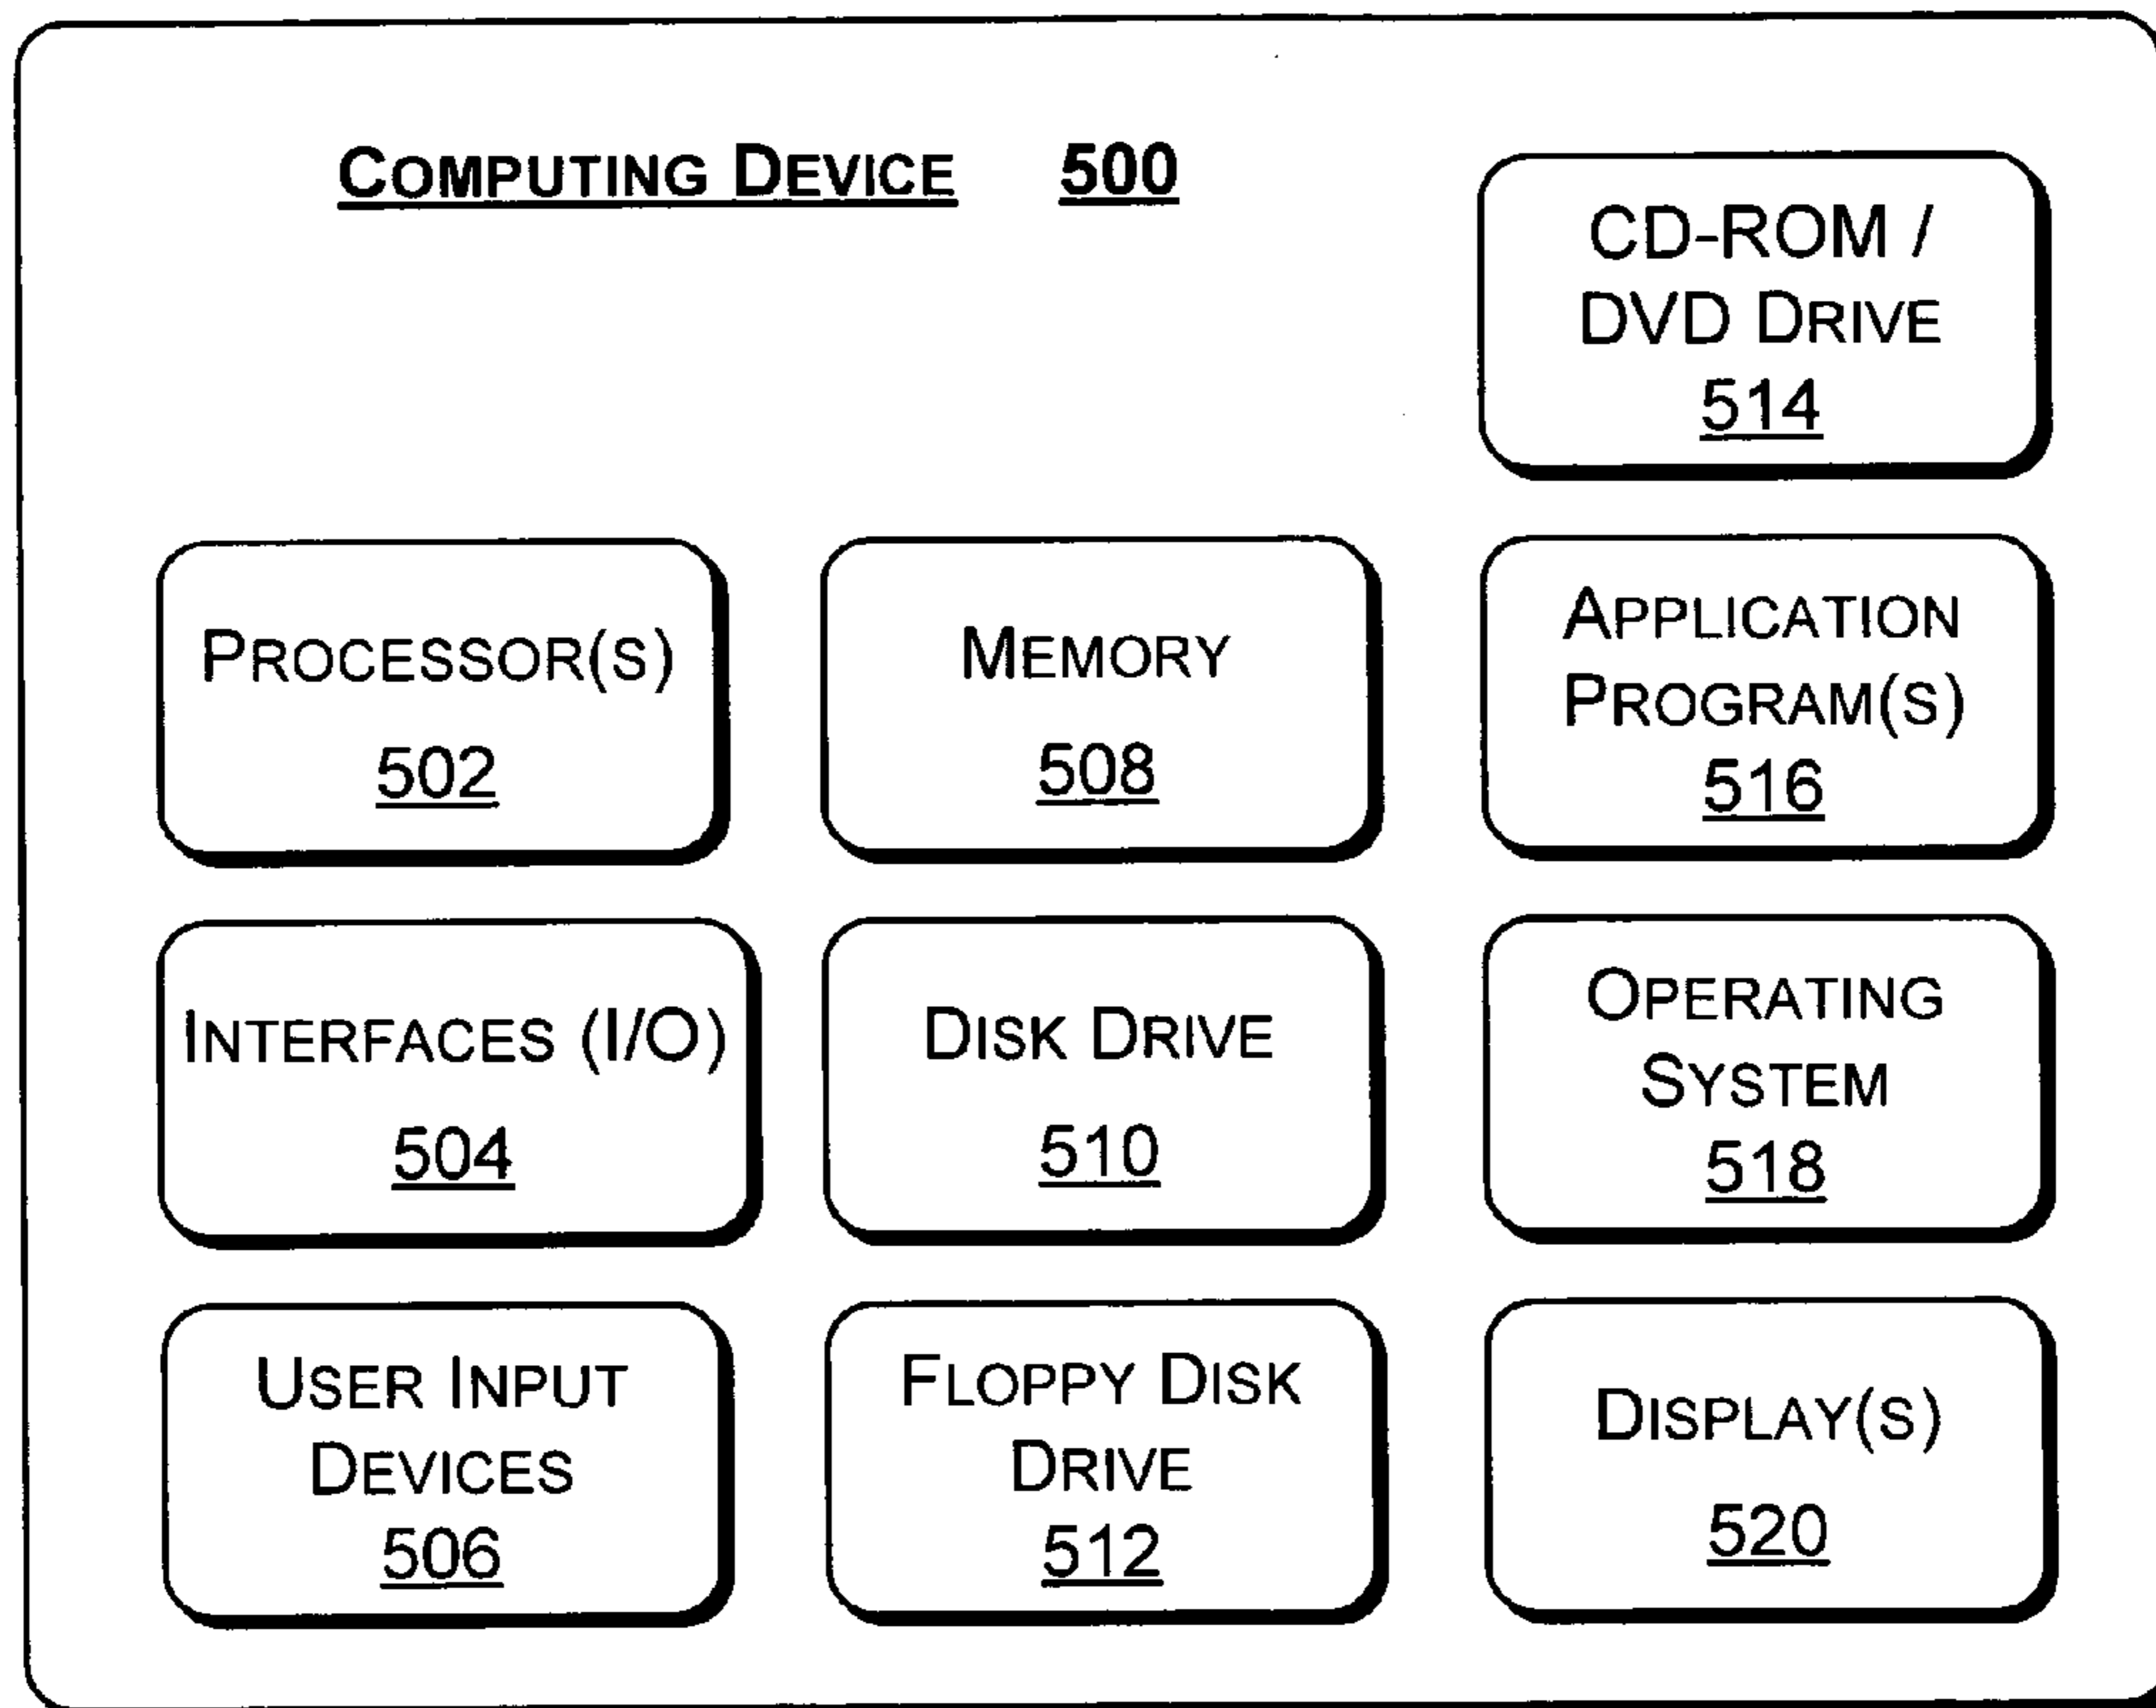 COMPUTING DEVICE 500
CD-ROM /
DVD DRIVE
514
PROCESSOR(S)
502
MEMORY
508
APPLICATION
PROGRAM(S)
516
INTERFACES (I/O)
504
DISK DRIVE
510
OPERATING
SYSTEM
518
USER INPUT
DEVICES
506
FLOPPY DISK
DRIVE
512
DISPLAY(S)
520